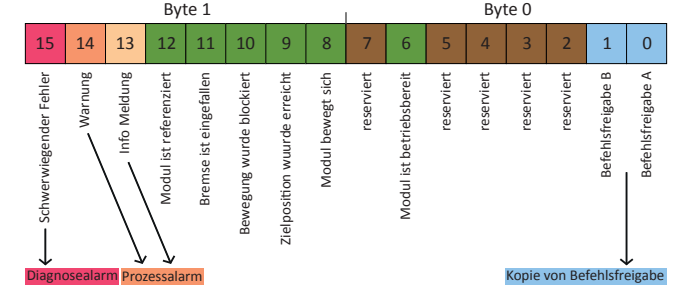 Byte 1 Byte 0
15 14 13 12 11 10 9 8 7 6 5 4 3 2 1 0
Schwerwiegender Fehler
Warnung
Info Meldung
Modul ist referenziert
Bremse ist eingefallen
Bewegung wurde blockiert
Zielposition wuurde erreicht
Modul bewegt sich
reserviert
Modul ist betriebsbereit
reserviert
reserviert
reserviert
reserviert
Befehlsfreigabe B
Befehlsfreigabe A
Diagnosealarm Prozessalarm Kopie von Befehlsfreigabe